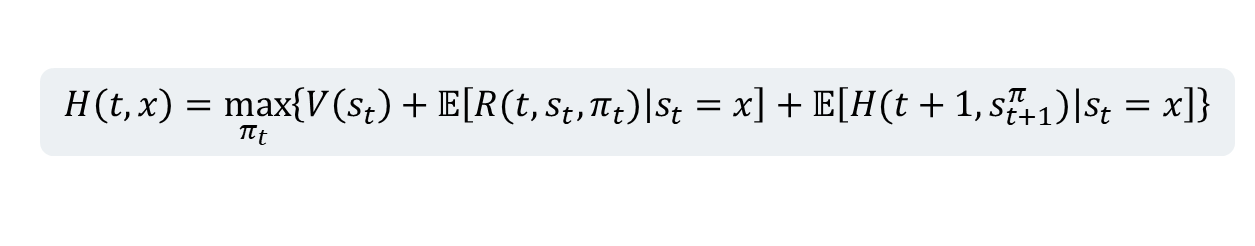 H(t, x) = max_{π_t}{V(s_t) + 𝔼[R(t, s_t, π_t)|s_t = x] + 𝔼[H(t + 1, s_{t+1}^π)|s_t = x]}